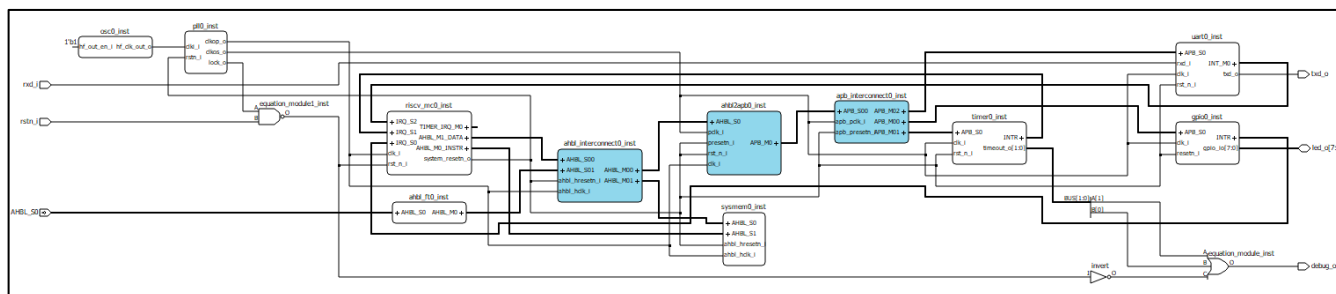 osc0_inst
1'b1
hf_out_en_i hf_clk_out_o
pll0_inst
clki_i
rstn_i
clkop_o
clkos_o
lock_o
rxd_i
rstn_i
AHBL_S0
equation_module1_inst
A
B
O
riscv_mc0_inst
IRQ_S2
IRQ_S1
IRQ_S0
clk_i
rst_n_i
TIMER_IRQ_M0
AHBL_M1_DATA
AHBL_M0_INSTR
system_resetn_o
ahbl_ft0_inst
AHBL_S0 AHBL_M0
ahbl_interconnect0_inst
AHBL_S00
AHBL_S01
ahbl_hresetn_i
ahbl_hclk_i
AHBL_M00
AHBL_M01
ahbl2apb0_inst
AHBL_S0
pclk_i
presetn_i
rst_n_i
clk_i
APB_M0
sysmem0_inst
AHBL_S0
AHBL_S1
ahbl_hresetn_i
ahbl_hclk_i
apb_interconnect0_inst
APB_S00
apb_pclk_i
apb_presetn_i
APB_M02
APB_M00
APB_M01
timer0_inst
APB_S0
clk_i
rst_n_i
INTR
timeout_o[1:0]
uart0_inst
APB_S0
rxd_i
clk_i
rst_n_i
INT_M0
txd_o
txd_o
gpio0_inst
APB_S0
clk_i
resetn_i
INTR
gpio_io[7:0]
led_o[7:
BUS[1:0]
A[1]
B[0]
invert
I
O
equation_module_inst
A
B
C
O
debug_o